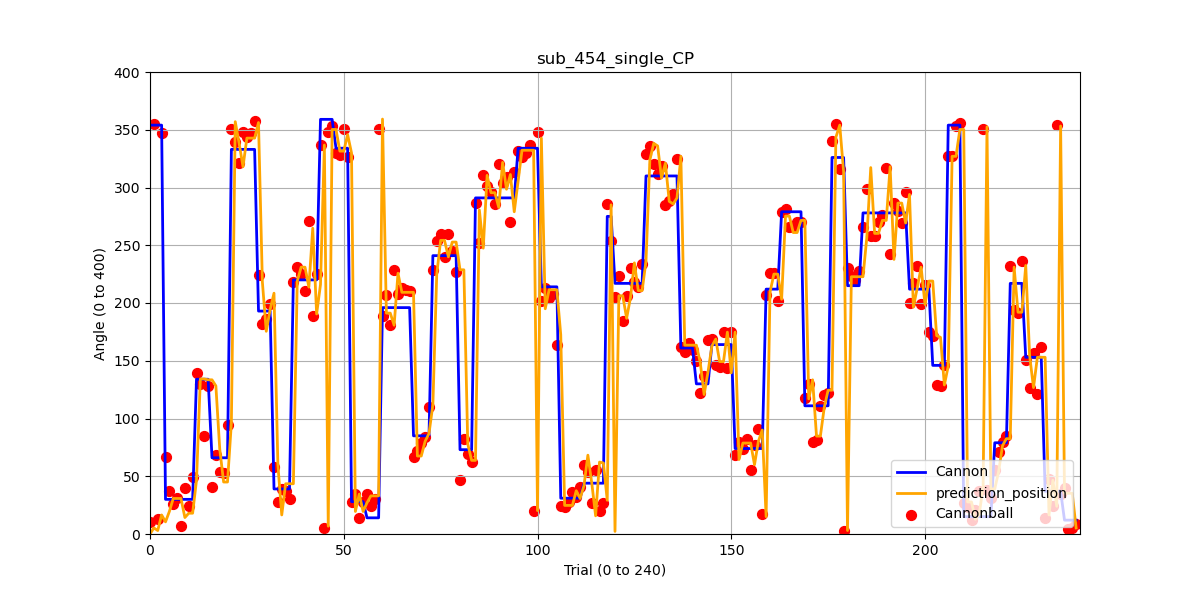 sub_454_single_CP
400
350
300
250
200
150
100
50
0
Angle (0 to 400)
0 50 100 150 200
Trial (0 to 240)
Cannon
prediction_position
Cannonball